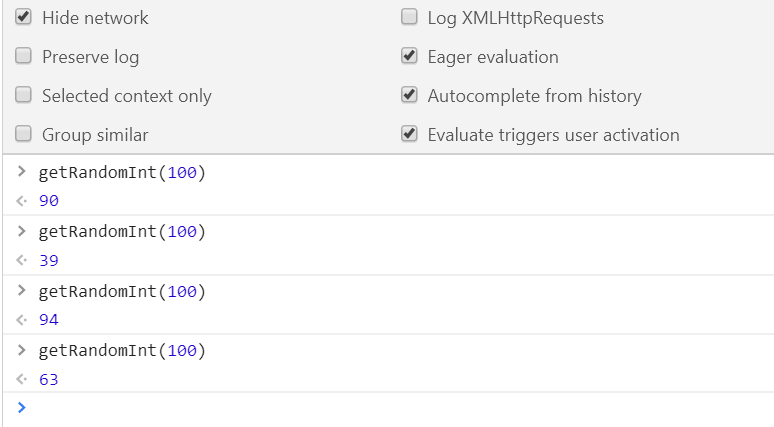 Hide network Log XMLHttpRequests
Preserve log Eager evaluation
Selected context only Autocomplete from history
Group similar Evaluate triggers user activation
> getRandomInt(100)
<· 90
> getRandomInt(100)
<· 39
> getRandomInt(100)
<· 94
> getRandomInt(100)
<· 63
>